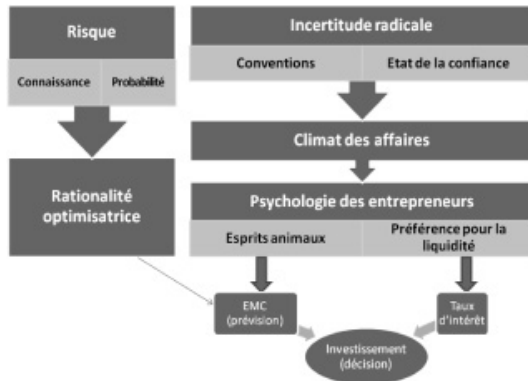 Risque
Connaissance
Probabilité
Rationalité
optimisatrice
Incertitude radicale
Conventions
Etat de la confiance
Climat des affaires
Psychologie des entrepreneurs
Esprits animaux
Préférence pour la
liquidité
EMC
(prévision)
Taux
d'intérêt
Investissement
(décision)